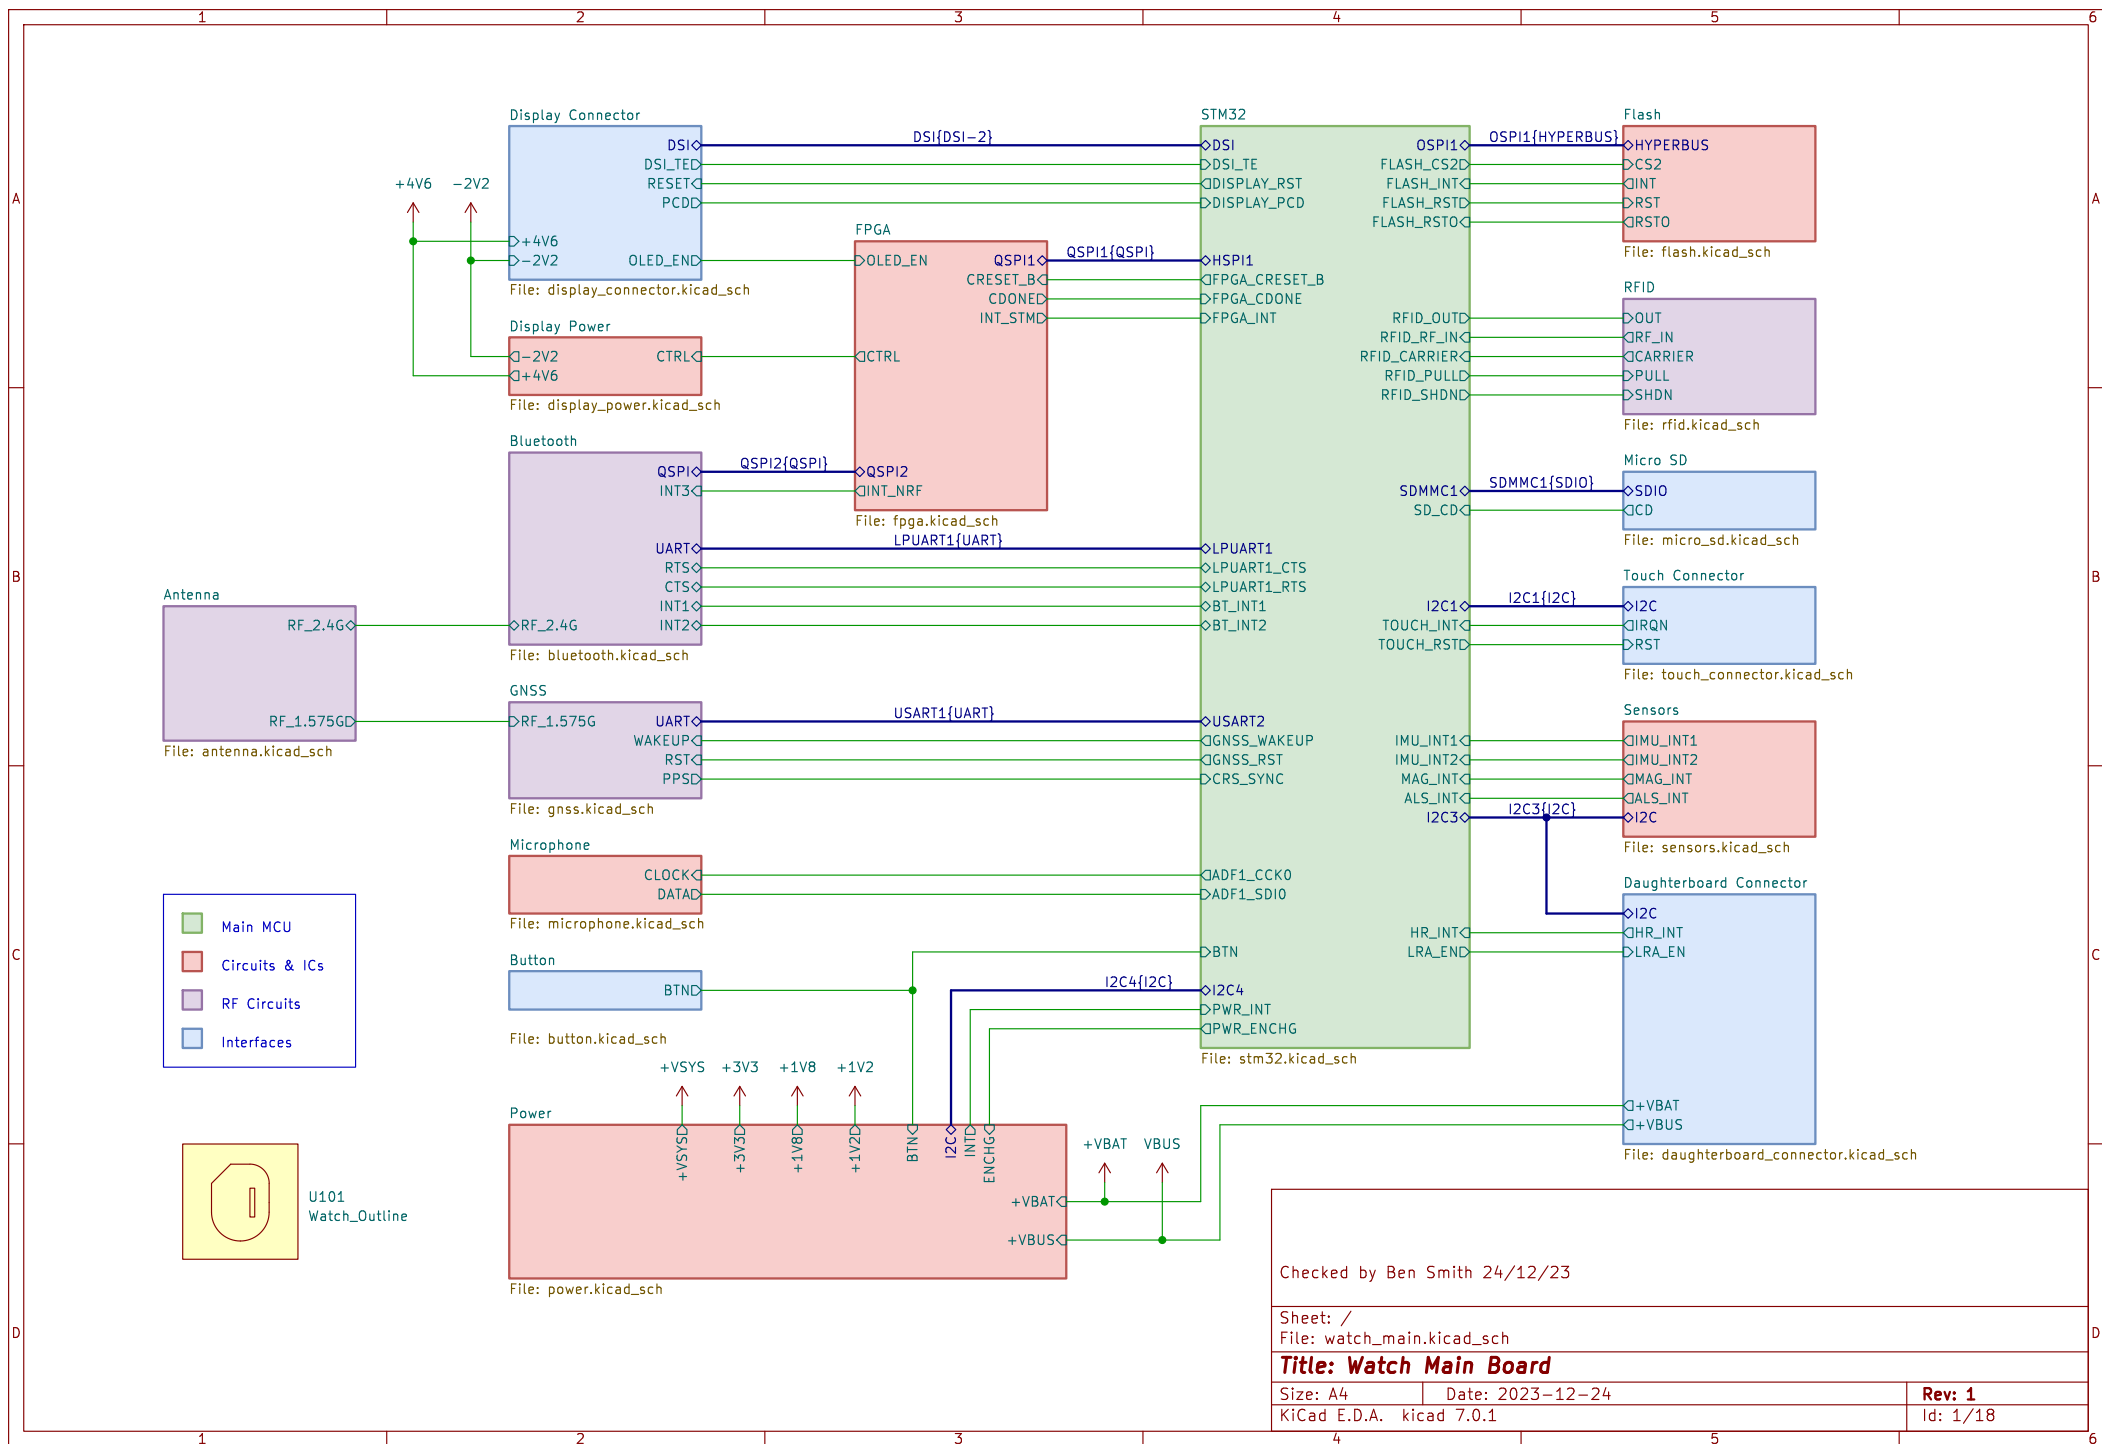 1 2 3 4 5 6
A
B
C
D
A
B
C
D
1 2 3 4 5 6
Display Connector
DSI
DSI_TE
RESET
PCD
+4V6
-2V2
OLED_EN
File: display_connector.kicad_sch
+4V6 -2V2
Display Power
-2V2
+4V6
CTRL
File: display_power.kicad_sch
DSI{DSI-2}
FPGA
OLED_EN
CTRL
QSPI1
CRESET_B
CDONE
INT_STM
QSPI2
INT_NRF
File: fpga.kicad_sch
QSPI1{QSPI}
Bluetooth
QSPI
INT3
UART
RTS
CTS
INT1
INT2
RF_2.4G
File: bluetooth.kicad_sch
QSPI2{QSPI}
LPUART1{UART}
Antenna
RF_2.4G
RF_1.575G
File: antenna.kicad_sch
GNSS
RF_1.575G
UART
WAKEUP
RST
PPS
File: gnss.kicad_sch
USART1{UART}
Microphone
CLOCK
DATA
File: microphone.kicad_sch
Button
BTN
File: button.kicad_sch
I2C4{I2C}
STM32
DSI
DSI_TE
DISPLAY_RST
DISPLAY_PCD
HSPI1
FPGA_CRESET_B
FPGA_CDONE
FPGA_INT
LPUART1
LPUART1_CTS
LPUART1_RTS
BT_INT1
BT_INT2
USART2
GNSS_WAKEUP
GNSS_RST
CRS_SYNC
ADF1_CCK0
ADF1_SDI0
BTN
I2C4
PWR_INT
PWR_ENCHG
OSPI1
FLASH_CS2
FLASH_INT
FLASH_RST
FLASH_RSTO
RFID_OUT
RFID_RF_IN
RFID_CARRIER
RFID_PULL
RFID_SHDN
SDMMC1
SD_CD
I2C1
TOUCH_INT
TOUCH_RST
IMU_INT1
IMU_INT2
MAG_INT
ALS_INT
I2C3
HR_INT
LRA_EN
File: stm32.kicad_sch
OSPI1{HYPERBUS}
Flash
HYPERBUS
CS2
INT
RST
RSTO
File: flash.kicad_sch
RFID
OUT
RF_IN
CARRIER
PULL
SHDN
File: rfid.kicad_sch
SDMMC1{SDIO}
Micro SD
SDIO
CD
File: micro_sd.kicad_sch
I2C1{I2C}
Touch Connector
I2C
IRQN
RST
File: touch_connector.kicad_sch
Sensors
IMU_INT1
IMU_INT2
MAG_INT
ALS_INT
I2C
File: sensors.kicad_sch
I2C3{I2C}
Daughterboard Connector
I2C
HR_INT
LRA_EN
+VBAT
+VBUS
File: daughterboard_connector.kicad_sch
Main MCU
Circuits & ICs
RF Circuits
Interfaces
U101
Watch_Outline
+VSYS +3V3 +1V8 +1V2
Power
+VSYS
+3V3
+1V8
+1V2
BTN
I2C
INT
ENCHG
+VBAT
+VBUS
File: power.kicad_sch
+VBAT VBUS
Checked by Ben Smith 24/12/23
Sheet: /
File: watch_main.kicad_sch
Title: Watch Main Board
Size: A4 Date: 2023-12-24 Rev: 1
KiCad E.D.A. kicad 7.0.1 Id: 1/18